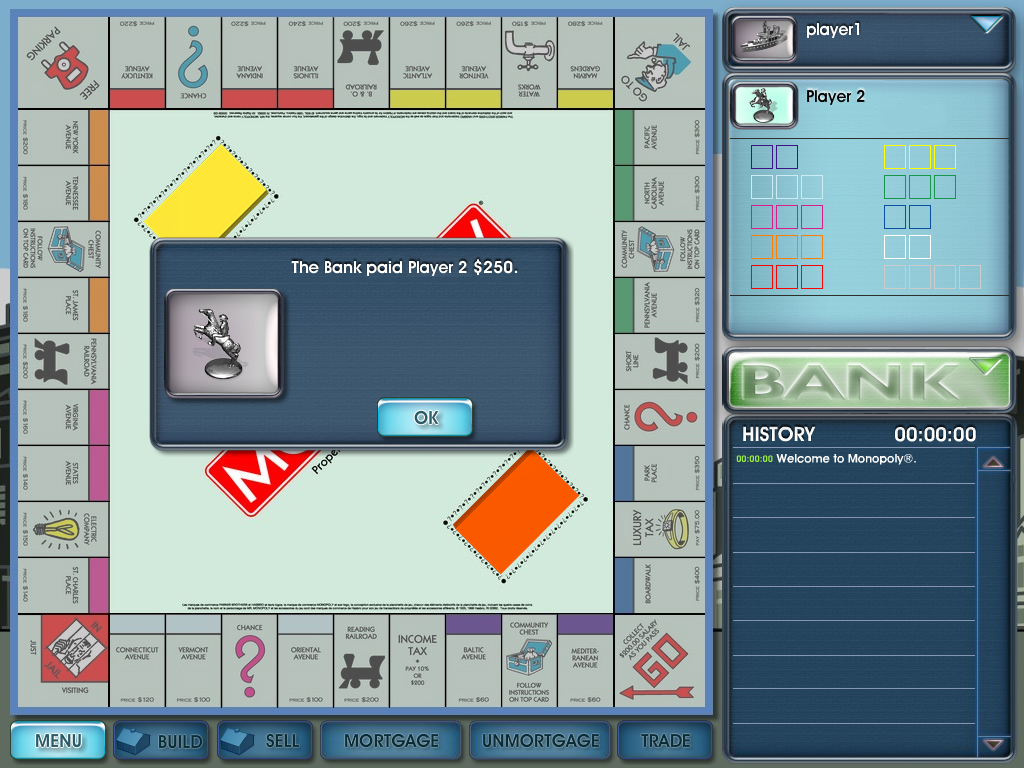 FREE
PARKING
PRICE $220
KENTUCKY
AVENUE
CHANCE
PRICE $220
INDIANA
AVENUE
PRICE $240
ILLINOIS
AVENUE
PRICE $200
B. & O.
RAILROAD
PRICE $260
ATLANTIC
AVENUE
PRICE $260
VENTNOR
AVENUE
PRICE $150
WATER
WORKS
PRICE $280
MARVIN
GARDENS
GO TO
JAIL
NEW YORK
AVENUE
PRICE $200
TENNESSEE
AVENUE
PRICE $180
COMMUNITY
CHEST
FOLLOW
INSTRUCTIONS
ON TOP CARD
ST. JAMES
PLACE
PRICE $180
PENNSYLVANIA
RAILROAD
PRICE $200
VIRGINIA
AVENUE
PRICE $160
STATES
AVENUE
PRICE $140
ELECTRIC
COMPANY
PRICE $150
ST. CHARLES
PLACE
PRICE $140
PACIFIC
AVENUE
PRICE $300
NORTH
CAROLINA
AVENUE
PRICE $300
COMMUNITY
CHEST
FOLLOW
INSTRUCTIONS
ON TOP CARD
PENNSYLVANIA
AVENUE
PRICE $320
SHORT
LINE
PRICE $200
CHANCE
PARK
PLACE
PRICE $350
LUXURY
TAX
PAY $75.00
BOARDWALK
PRICE $400
The Bank paid Player 2 $250.
OK
MO
Prope
JUST
IN
JAIL
VISITING
CONNECTICUT
AVENUE
PRICE $120
VERMONT
AVENUE
PRICE $100
CHANCE
ORIENTAL
AVENUE
PRICE $100
READING
RAILROAD
PRICE $200
INCOME
TAX
PAY 10%
OR
$200
BALTIC
AVENUE
PRICE $60
COMMUNITY
CHEST
FOLLOW
INSTRUCTIONS
ON TOP CARD
MEDITER-
RANEAN
AVENUE
PRICE $60
COLLECT
$200.00 SALARY
AS YOU PASS
GO
MENU
BUILD
SELL
MORTGAGE
UNMORTGAGE
TRADE
player1
Player 2
BANK
HISTORY 00:00:00
00:00:00 Welcome to Monopoly®.